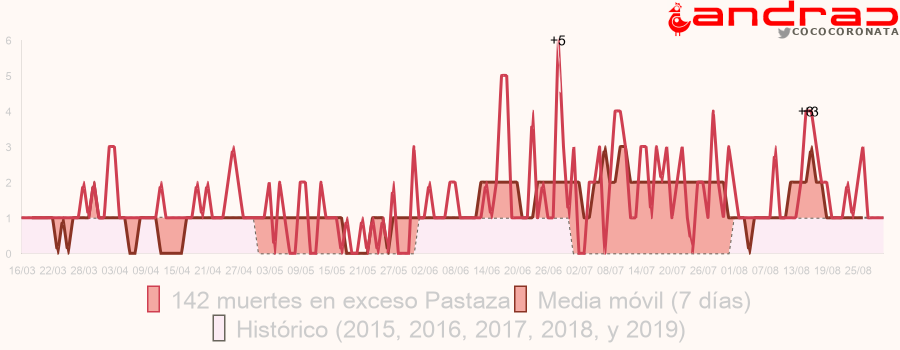 andrac
COCOCORONATA
6
5
4
3
2
1
0
+5
16/03 22/03 28/03 03/04 09/04 15/04 21/04 27/04 03/05 09/05 15/05 21/05 27/05 02/06 08/06 14/06 20/06 26/06 02/07 08/07 14/07 20/07 26/07 01/08 07/08 13/08 19/08 25/08
142 muertes en exceso Pastaza Media móvil (7 días)
Histórico (2015, 2016, 2017, 2018, y 2019)